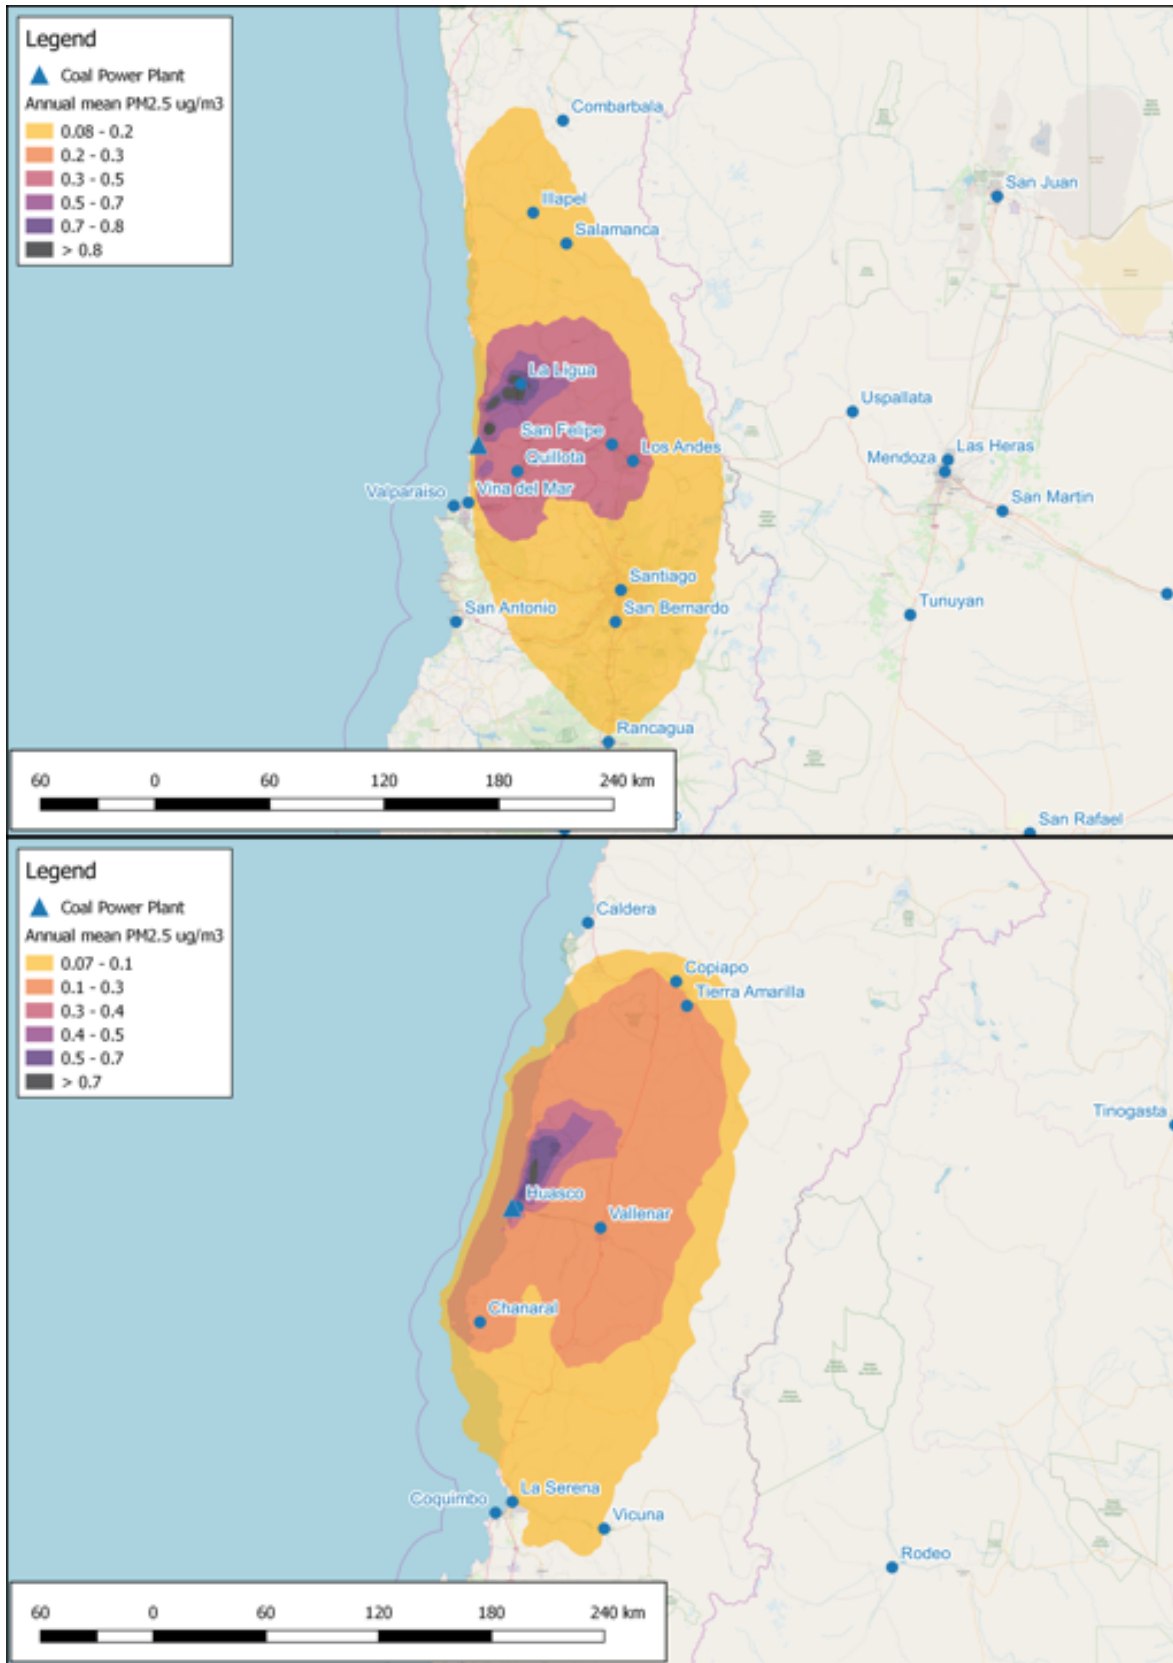 Legend
Coal Power Plant
Annual mean PM2.5 ug/m3
0.08 - 0.2
0.2 - 0.3
0.3 - 0.5
0.5 - 0.7
0.7 - 0.8
> 0.8
Combarbala
San Juan
Illapel
Salamanca
La Ligua
Uspallata
San Felipe
Los Andes
Las Heras
Mendoza
Quillota
Valparaiso
Vina del Mar
San Martin
Santiago
San Antonio
San Bernardo
Tunuyan
Rancagua
60 0 60 120 180 240 km
San Rafael
Legend
Coal Power Plant
Annual mean PM2.5 ug/m3
0.07 - 0.1
0.1 - 0.3
0.3 - 0.4
0.4 - 0.5
0.5 - 0.7
> 0.7
Caldera
Copiapo
Tierra Amarilla
Tinogasta
Huasco
Vallenar
Chanaral
La Serena
Coquimbo
Vicuna
Rodeo
60 0 60 120 180 240 km